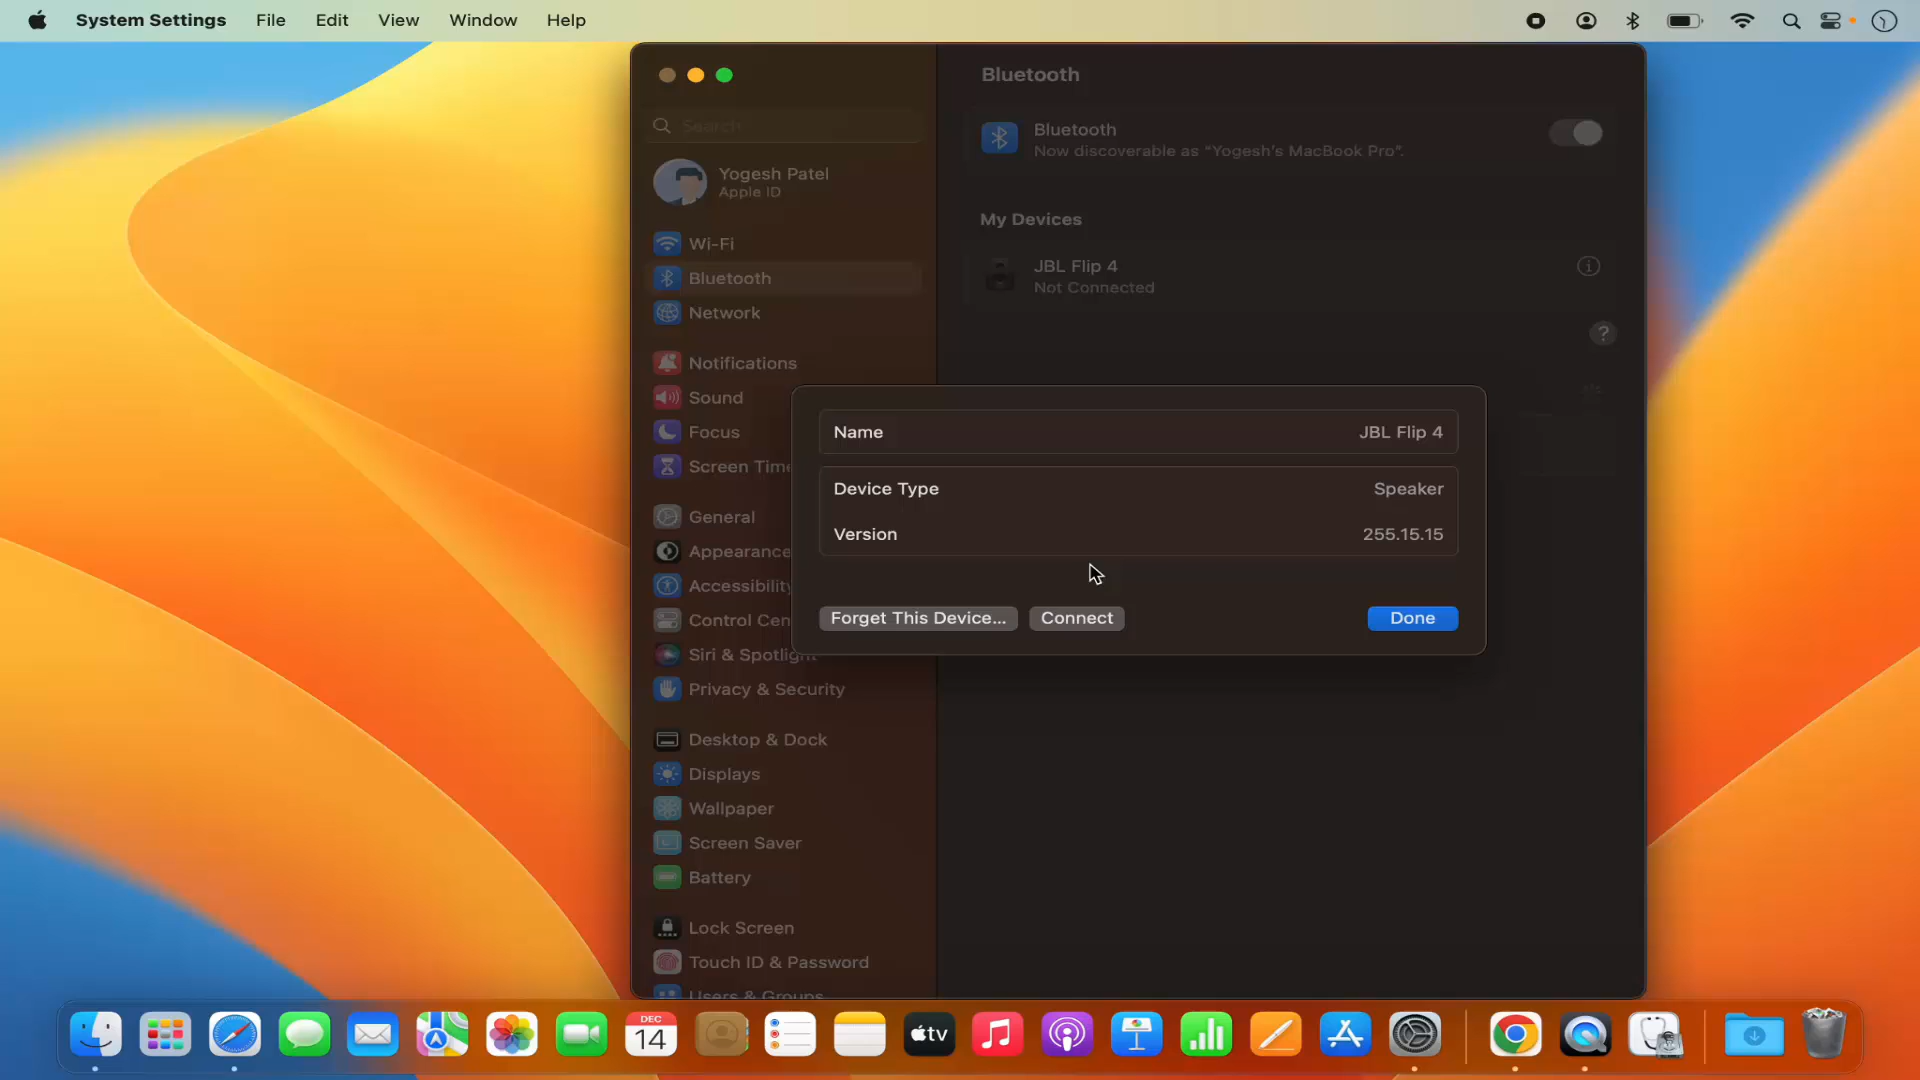 System Settings File Edit View Window Help
Search
Yogesh Patel
Apple ID
Wi-Fi
Bluetooth
Network
Notifications
Sound
Focus
Screen Time
General
Appearance
Accessibility
Control Cen
Siri & Spotlight
Privacy & Security
Desktop & Dock
Displays
Wallpaper
Screen Saver
Battery
Lock Screen
Touch ID & Password
Users & Groups
Bluetooth
Bluetooth
Now discoverable as “Yogesh’s MacBook Pro”.
My Devices
JBL Flip 4
Not Connected
?
Name JBL Flip 4
Device Type Speaker
Version 255.15.15
Forget This Device... Connect Done
DEC
14
tv